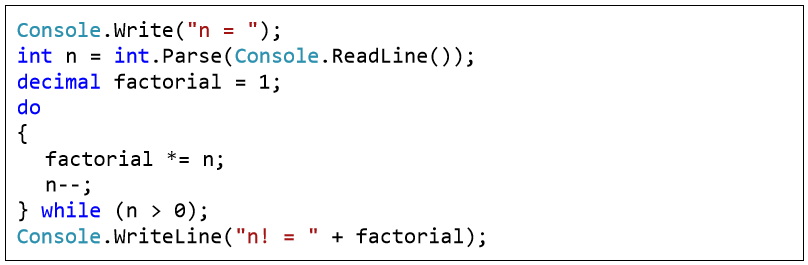 Console.Write("n = ");
int n = int.Parse(Console.ReadLine());
decimal factorial = 1;
do
{
  factorial *= n;
  n--;
} while (n > 0);
Console.WriteLine("n! = " + factorial);